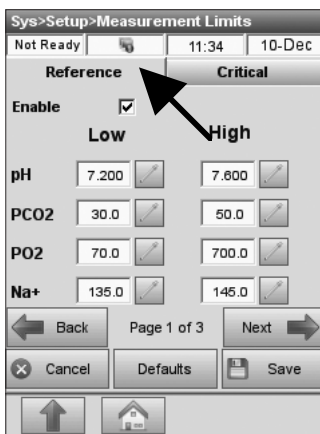 Sys>Setup>Measurement Limits
Not Ready 11:34 10-Dec
Reference Critical
Enable
Low High
pH 7.200 7.600
PCO2 30.0 50.0
PO2 70.0 700.0
Na+ 135.0 145.0
Back Page 1 of 3 Next
Cancel Defaults Save